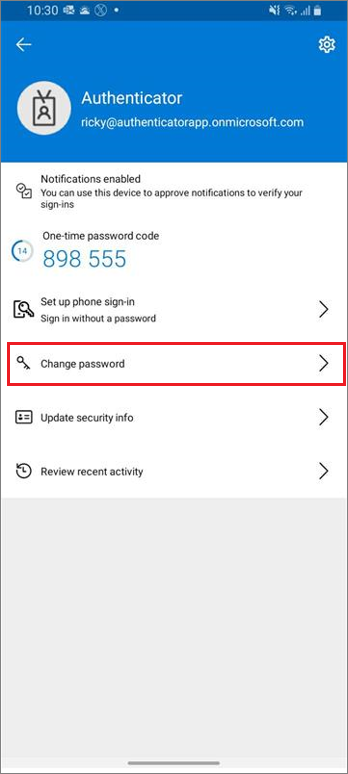 10:30
Authenticator
ricky@authenticatorapp.onmicrosoft.com
Notifications enabled
You can use this device to approve notifications to verify your
sign-ins
One-time password code
14
898 555
Set up phone sign-in
Sign in without a password
Change password
Update security info
Review recent activity